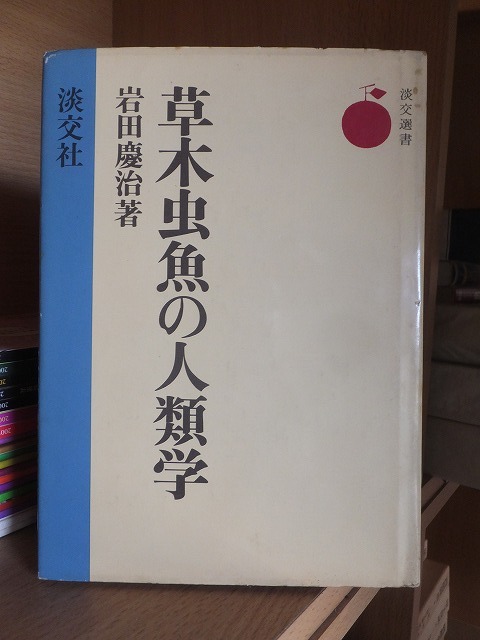 淡交選書
草木虫魚の人類学
岩田慶治著
淡交社